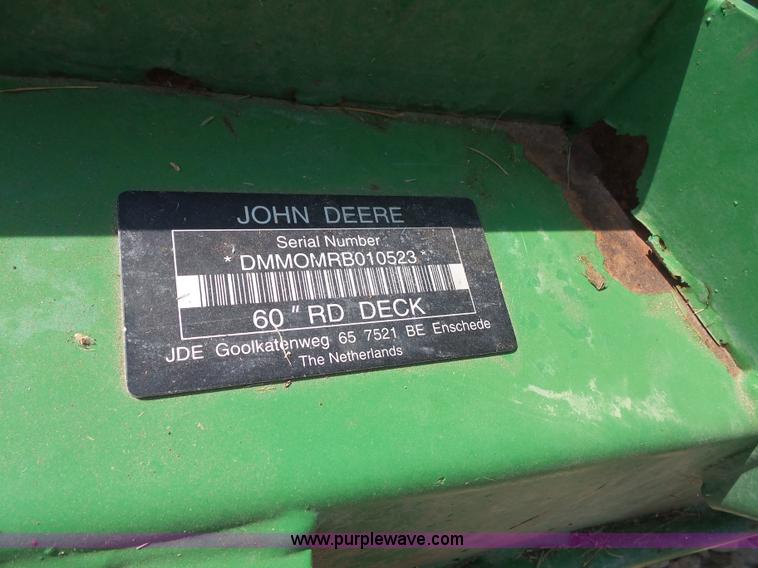 JOHN DEERE
Serial Number
* DMMOMRB010523 *
60 " RD DECK
JDE Goolkatenweg 65 7521 BE Enschede
The Netherlands
www.purplewave.com